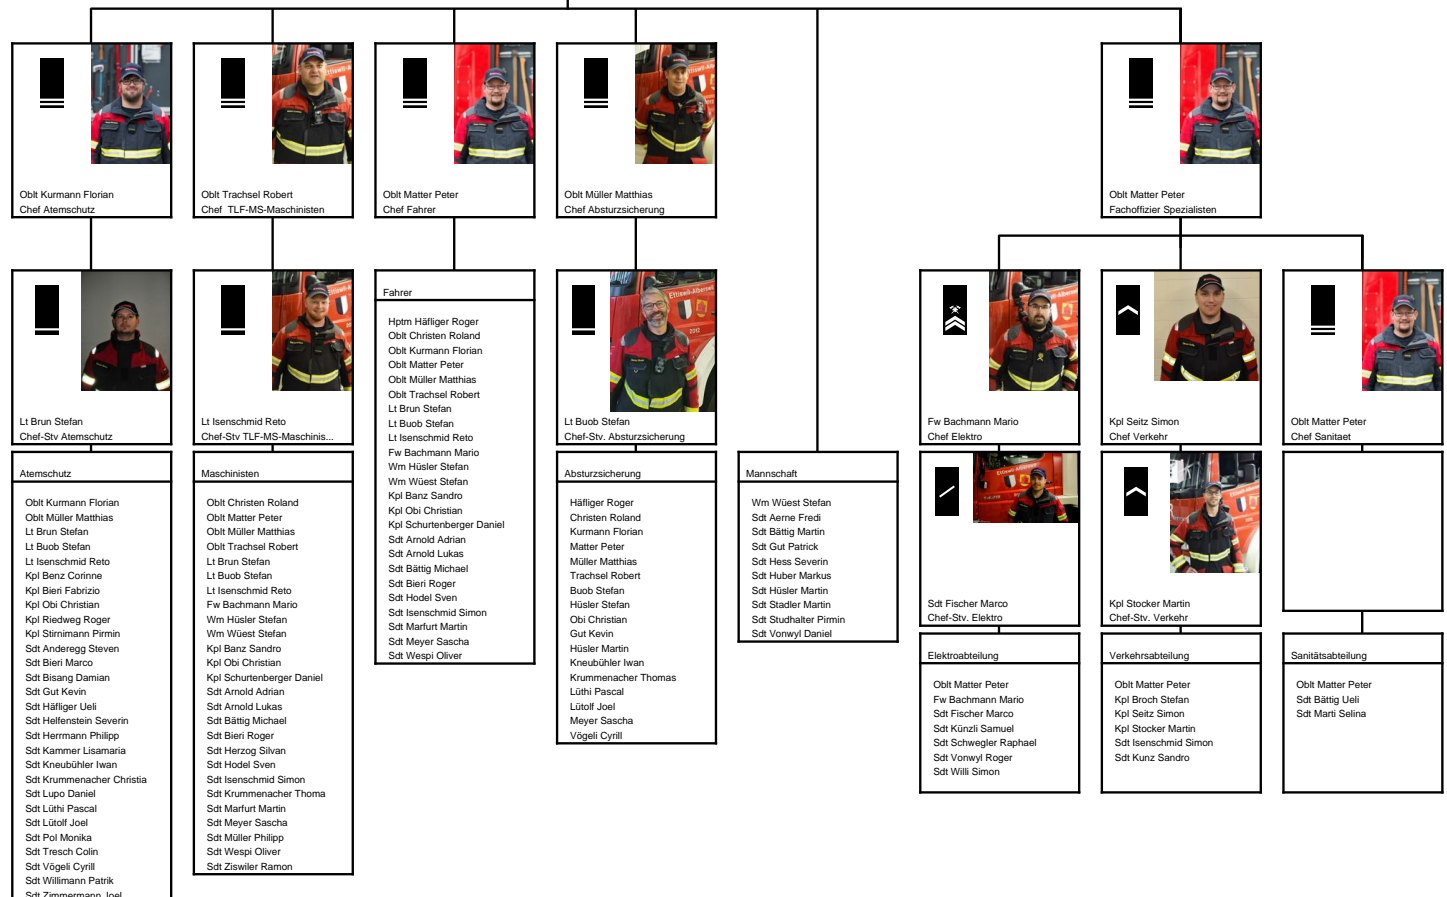 Oblt Kurmann Florian
Chef Atemschutz
Oblt Trachsel Robert
Chef TLF-MS-Maschinisten
Oblt Matter Peter
Chef Fahrer
Oblt Müller Matthias
Chef Absturzsicherung
Oblt Matter Peter
Fachoffizier Spezialisten
Lt Brun Stefan
Chef-Stv Atemschutz
Atemschutz
Oblt Kurmann Florian
Oblt Müller Matthias
Lt Brun Stefan
Lt Buob Stefan
Lt Isenschmid Reto
Kpl Benz Corinne
Kpl Bieri Fabrizio
Kpl Obi Christian
Kpl Riedweg Roger
Kpl Stirnimann Pirmin
Sdt Anderegg Steven
Sdt Bieri Marco
Sdt Bisang Damian
Sdt Gut Kevin
Sdt Häfliger Ueli
Sdt Helfenstein Severin
Sdt Herrmann Philipp
Sdt Kammer Lisamaria
Sdt Kneubühler Iwan
Sdt Krummenacher Christia
Sdt Lupo Daniel
Sdt Lüthi Pascal
Sdt Lütolf Joel
Sdt Pol Monika
Sdt Tresch Colin
Sdt Vögeli Cyrill
Sdt Willimann Patrik
Sdt Zimmermann Joel
Lt Isenschmid Reto
Chef-Stv TLF-MS-Maschinis...
Maschinisten
Oblt Christen Roland
Oblt Matter Peter
Oblt Müller Matthias
Oblt Trachsel Robert
Lt Brun Stefan
Lt Buob Stefan
Lt Isenschmid Reto
Fw Bachmann Mario
Wm Hüsler Stefan
Wm Wüest Stefan
Kpl Banz Sandro
Kpl Obi Christian
Kpl Schurtenberger Daniel
Sdt Arnold Adrian
Sdt Arnold Lukas
Sdt Bättig Michael
Sdt Bieri Roger
Sdt Herzog Silvan
Sdt Hodel Sven
Sdt Isenschmid Simon
Sdt Krummenacher Thoma
Sdt Marfurt Martin
Sdt Meyer Sascha
Sdt Müller Philipp
Sdt Wespi Oliver
Sdt Ziswiler Ramon
Fahrer
Hptm Häfliger Roger
Oblt Christen Roland
Oblt Kurmann Florian
Oblt Matter Peter
Oblt Müller Matthias
Oblt Trachsel Robert
Lt Brun Stefan
Lt Buob Stefan
Lt Isenschmid Reto
Fw Bachmann Mario
Wm Hüsler Stefan
Wm Wüest Stefan
Kpl Banz Sandro
Kpl Obi Christian
Kpl Schurtenberger Daniel
Sdt Arnold Adrian
Sdt Arnold Lukas
Sdt Bättig Michael
Sdt Bieri Roger
Sdt Hodel Sven
Sdt Isenschmid Simon
Sdt Marfurt Martin
Sdt Meyer Sascha
Sdt Wespi Oliver
Lt Buob Stefan
Chef-Stv. Absturzsicherung
Absturzsicherung
Häfliger Roger
Christen Roland
Kurmann Florian
Matter Peter
Müller Matthias
Trachsel Robert
Buob Stefan
Hüsler Stefan
Obi Christian
Gut Kevin
Hüsler Martin
Kneubühler Iwan
Krummenacher Thomas
Lüthi Pascal
Lütolf Joel
Meyer Sascha
Vögeli Cyrill
Mannschaft
Wm Wüest Stefan
Sdt Aerne Fredi
Sdt Bättig Martin
Sdt Gut Patrick
Sdt Hess Severin
Sdt Huber Markus
Sdt Hüsler Martin
Sdt Stadler Martin
Sdt Studhalter Pirmin
Sdt Vonwyl Daniel
Fw Bachmann Mario
Chef Elektro
Sdt Fischer Marco
Chef-Stv. Elektro
Elektroabteilung
Oblt Matter Peter
Fw Bachmann Mario
Sdt Fischer Marco
Sdt Künzli Samuel
Sdt Schwegler Raphael
Sdt Vonwyl Roger
Sdt Willi Simon
Kpl Seitz Simon
Chef Verkehr
Kpl Stocker Martin
Chef-Stv. Verkehr
Verkehrsabteilung
Oblt Matter Peter
Kpl Broch Stefan
Kpl Seitz Simon
Kpl Stocker Martin
Sdt Isenschmid Simon
Sdt Kunz Sandro
Oblt Matter Peter
Chef Sanitaet
Sanitätsabteilung
Oblt Matter Peter
Sdt Bättig Ueli
Sdt Marti Selina